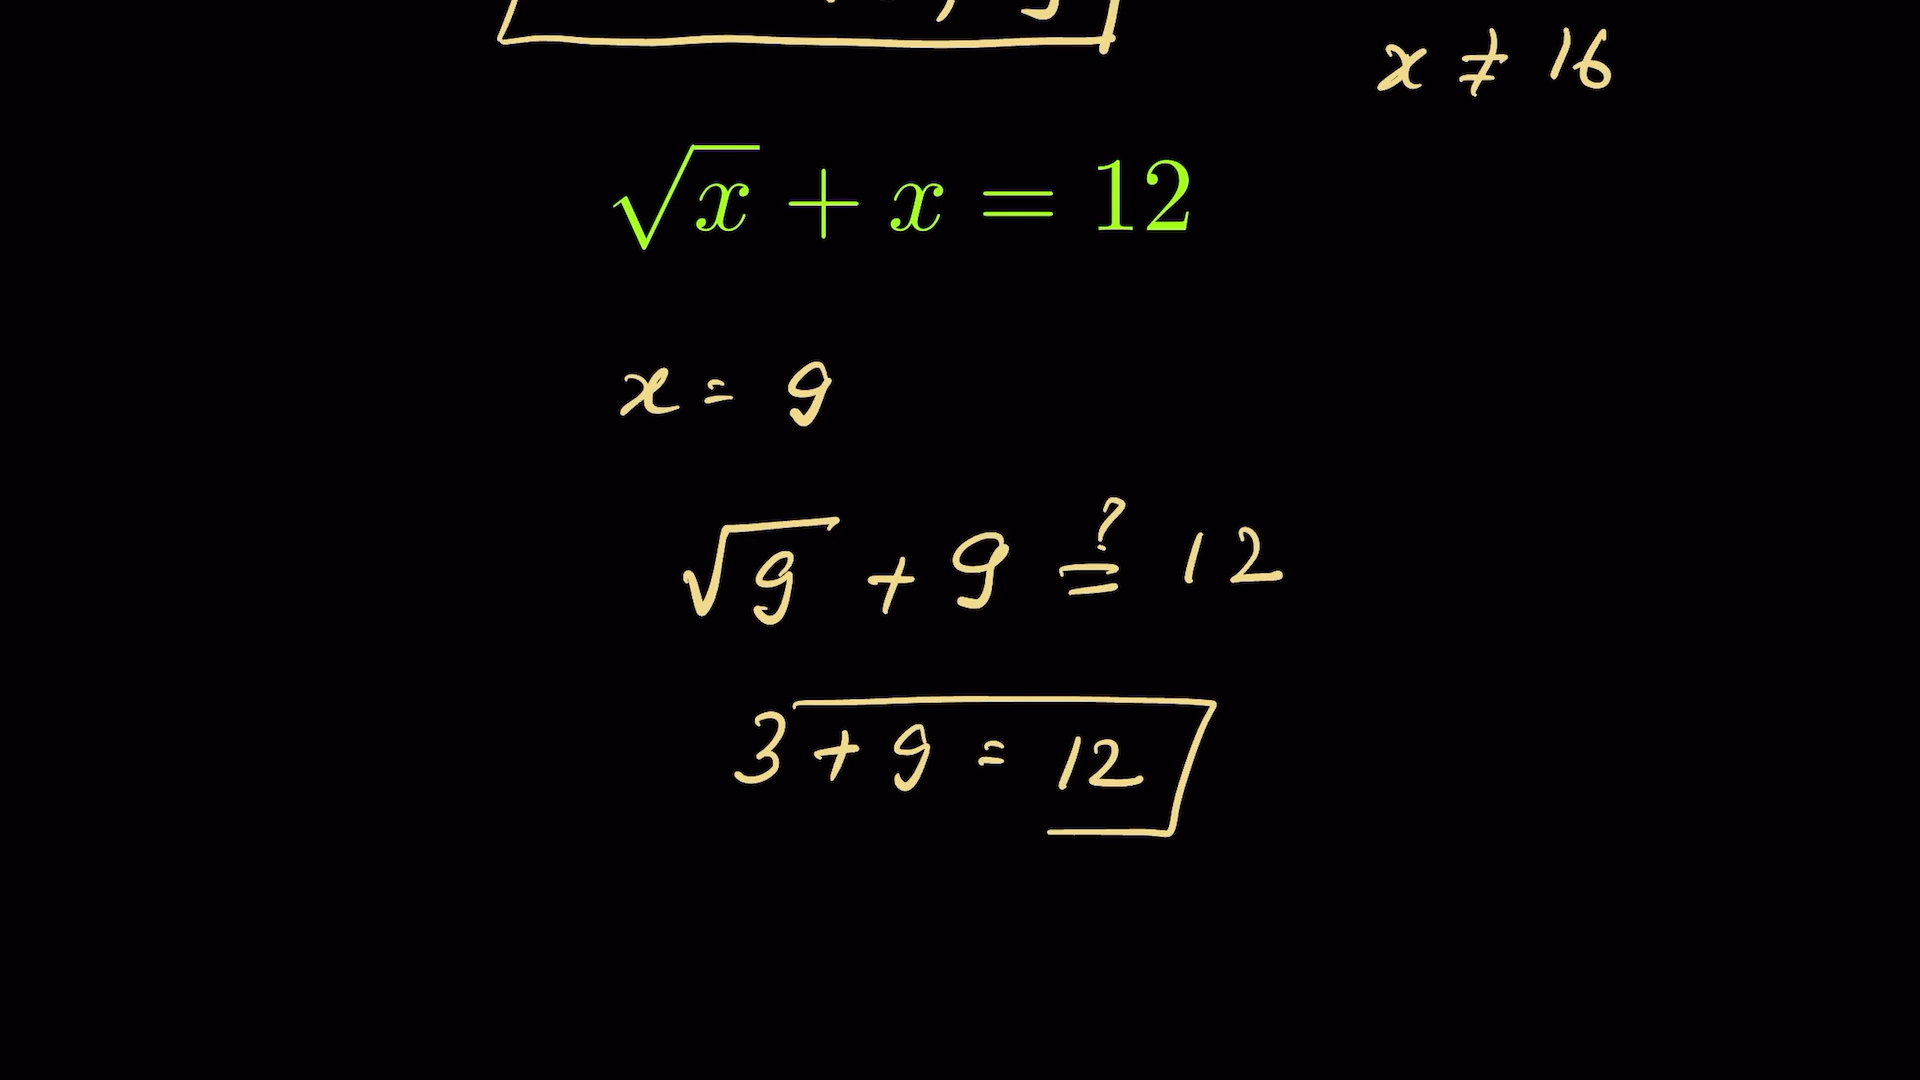 x ≠ 16
√x + x = 12
x = 9
√9 + 9 ≟ 12
3 + 9 = 12